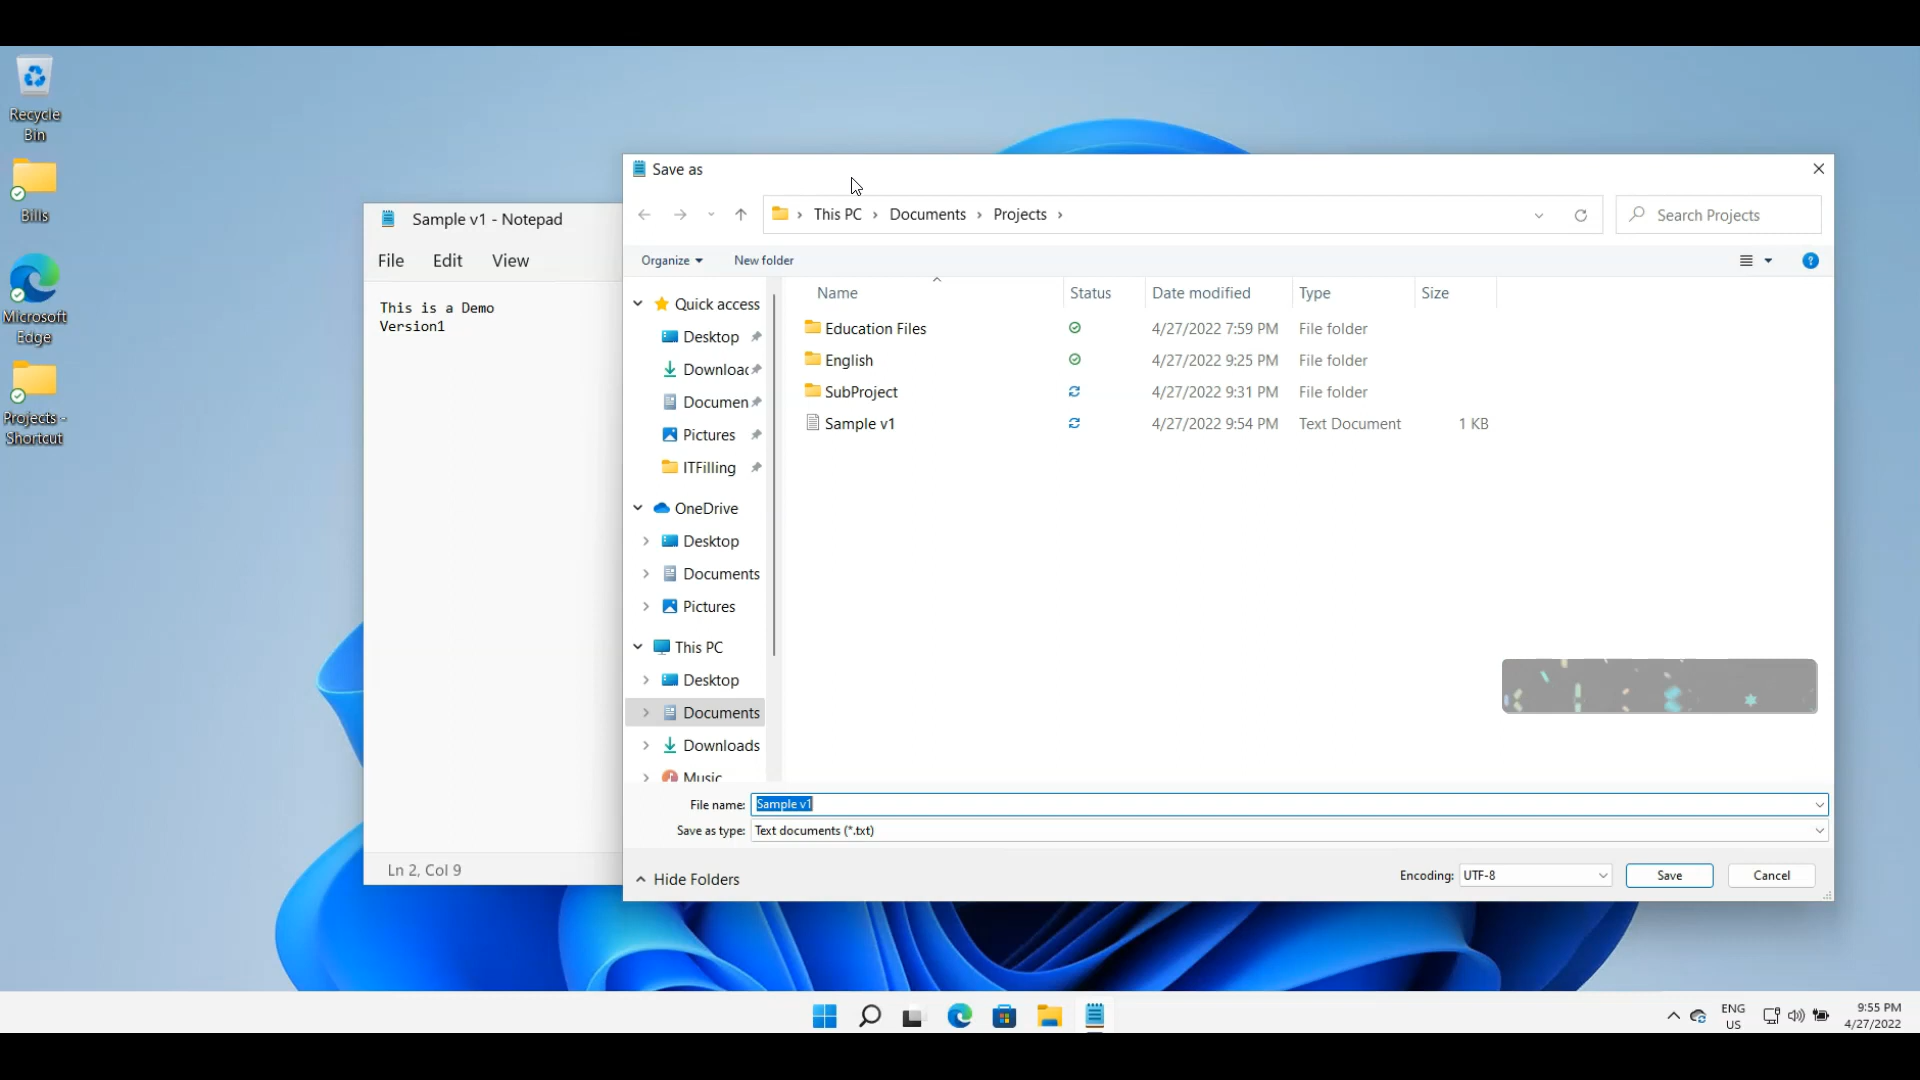 Recycle
Bin
Bills
Microsoft
Edge
Projects -
Shortcut
Sample v1 - Notepad
File Edit View
This is a Demo
Version1
Ln 2, Col 9
Save as
This PC › Documents › Projects ›
Search Projects
Organize New folder
Quick access
Desktop
Downloac
Documen
Pictures
ITFilling
OneDrive
Desktop
Documents
Pictures
This PC
Desktop
Documents
Downloads
Music
Name Status Date modified Type Size
Education Files 4/27/2022 7:59 PM File folder
English 4/27/2022 9:25 PM File folder
SubProject 4/27/2022 9:31 PM File folder
Sample v1 4/27/2022 9:54 PM Text Document 1 KB
File name: Sample v1
Save as type: Text documents (*.txt)
Hide Folders
Encoding: UTF-8 Save Cancel
ENG
US
9:55 PM
4/27/2022